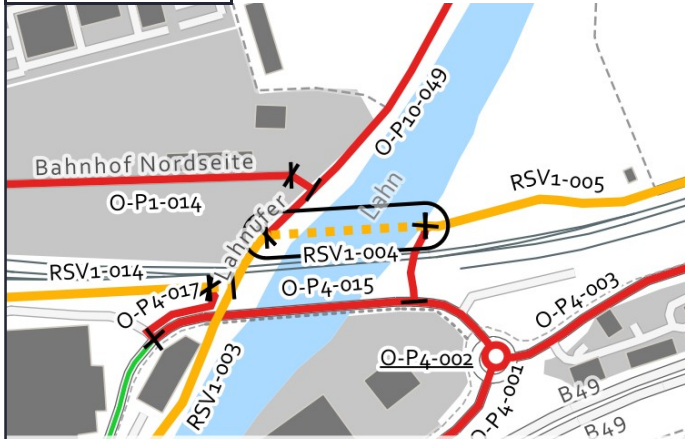 O-P10-049
Bahnhof Nordseite
O-P1-014
Lahnufer
Lahn
RSV1-005
RSV1-004
RSV1-014
O-P4-017
O-P4-015
O-P4-003
RSV1-003
O-P4-002
O-P4-001
B49
B49